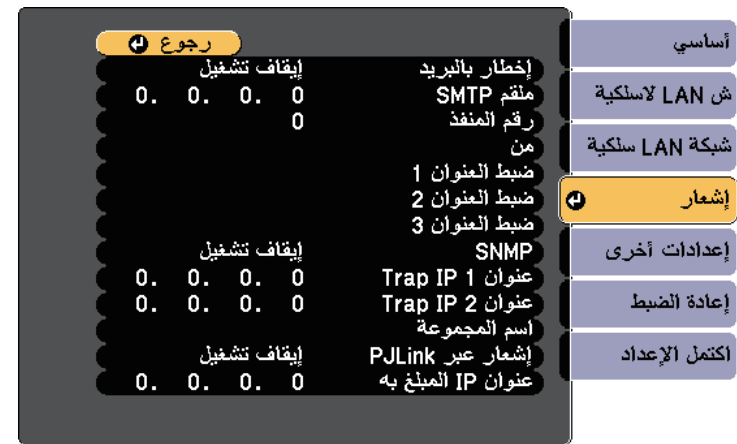 أساسي
ش LAN لاسلكية
شبكة LAN سلكية
إشعار
إعدادات أخرى
إعادة الضبط
اكتمل الإعداد
رجوع
إخطار بالبريد إيقاف تشغيل
ملقم SMTP 0. 0. 0. 0
رقم المنفذ 0
من
ضبط العنوان 1
ضبط العنوان 2
ضبط العنوان 3
SNMP إيقاف تشغيل
عنوان Trap IP 1 0. 0. 0. 0
عنوان Trap IP 2 0. 0. 0. 0
اسم المجموعة
إشعار عبر PJLink إيقاف تشغيل
عنوان IP المبلغ به 0. 0. 0. 0